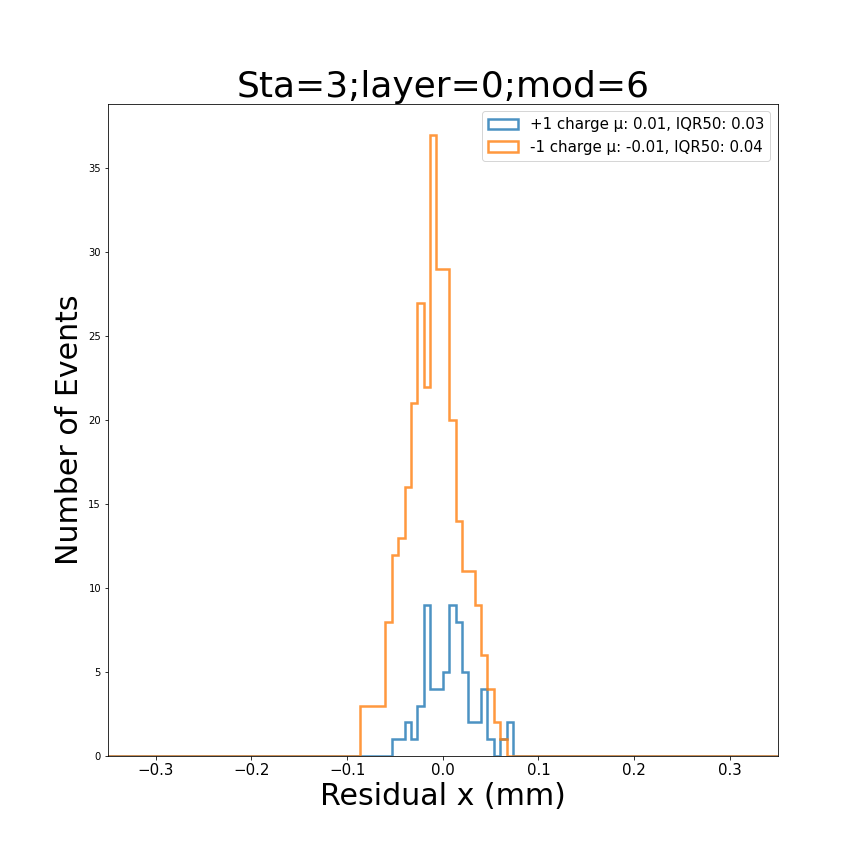 Sta=3;layer=0;mod=6
+1 charge μ: 0.01, IQR50: 0.03
-1 charge μ: -0.01, IQR50: 0.04
Number of Events
35
30
25
20
15
10
5
0
−0.3 −0.2 −0.1 0.0 0.1 0.2 0.3
Residual x (mm)